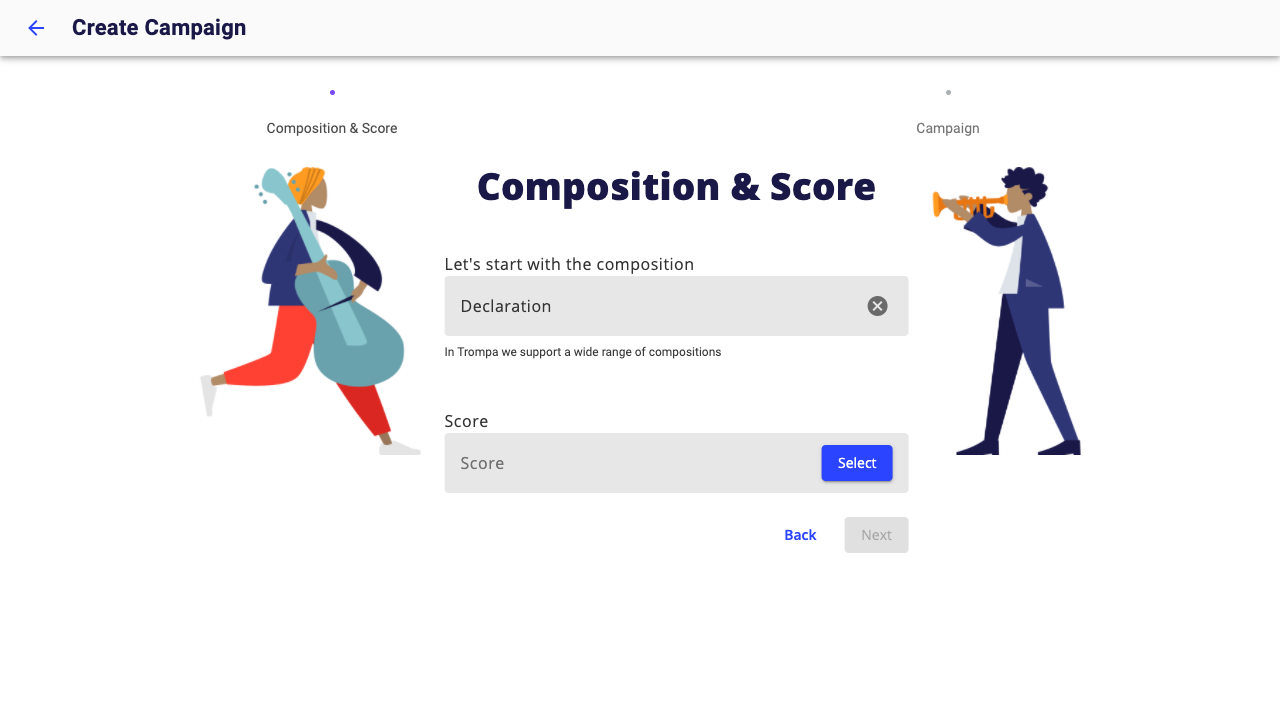 Create Campaign
Composition & Score
Campaign
Composition & Score
Let's start with the composition
Declaration
In Trompa we support a wide range of compositions
Score
Score
Select
Back
Next